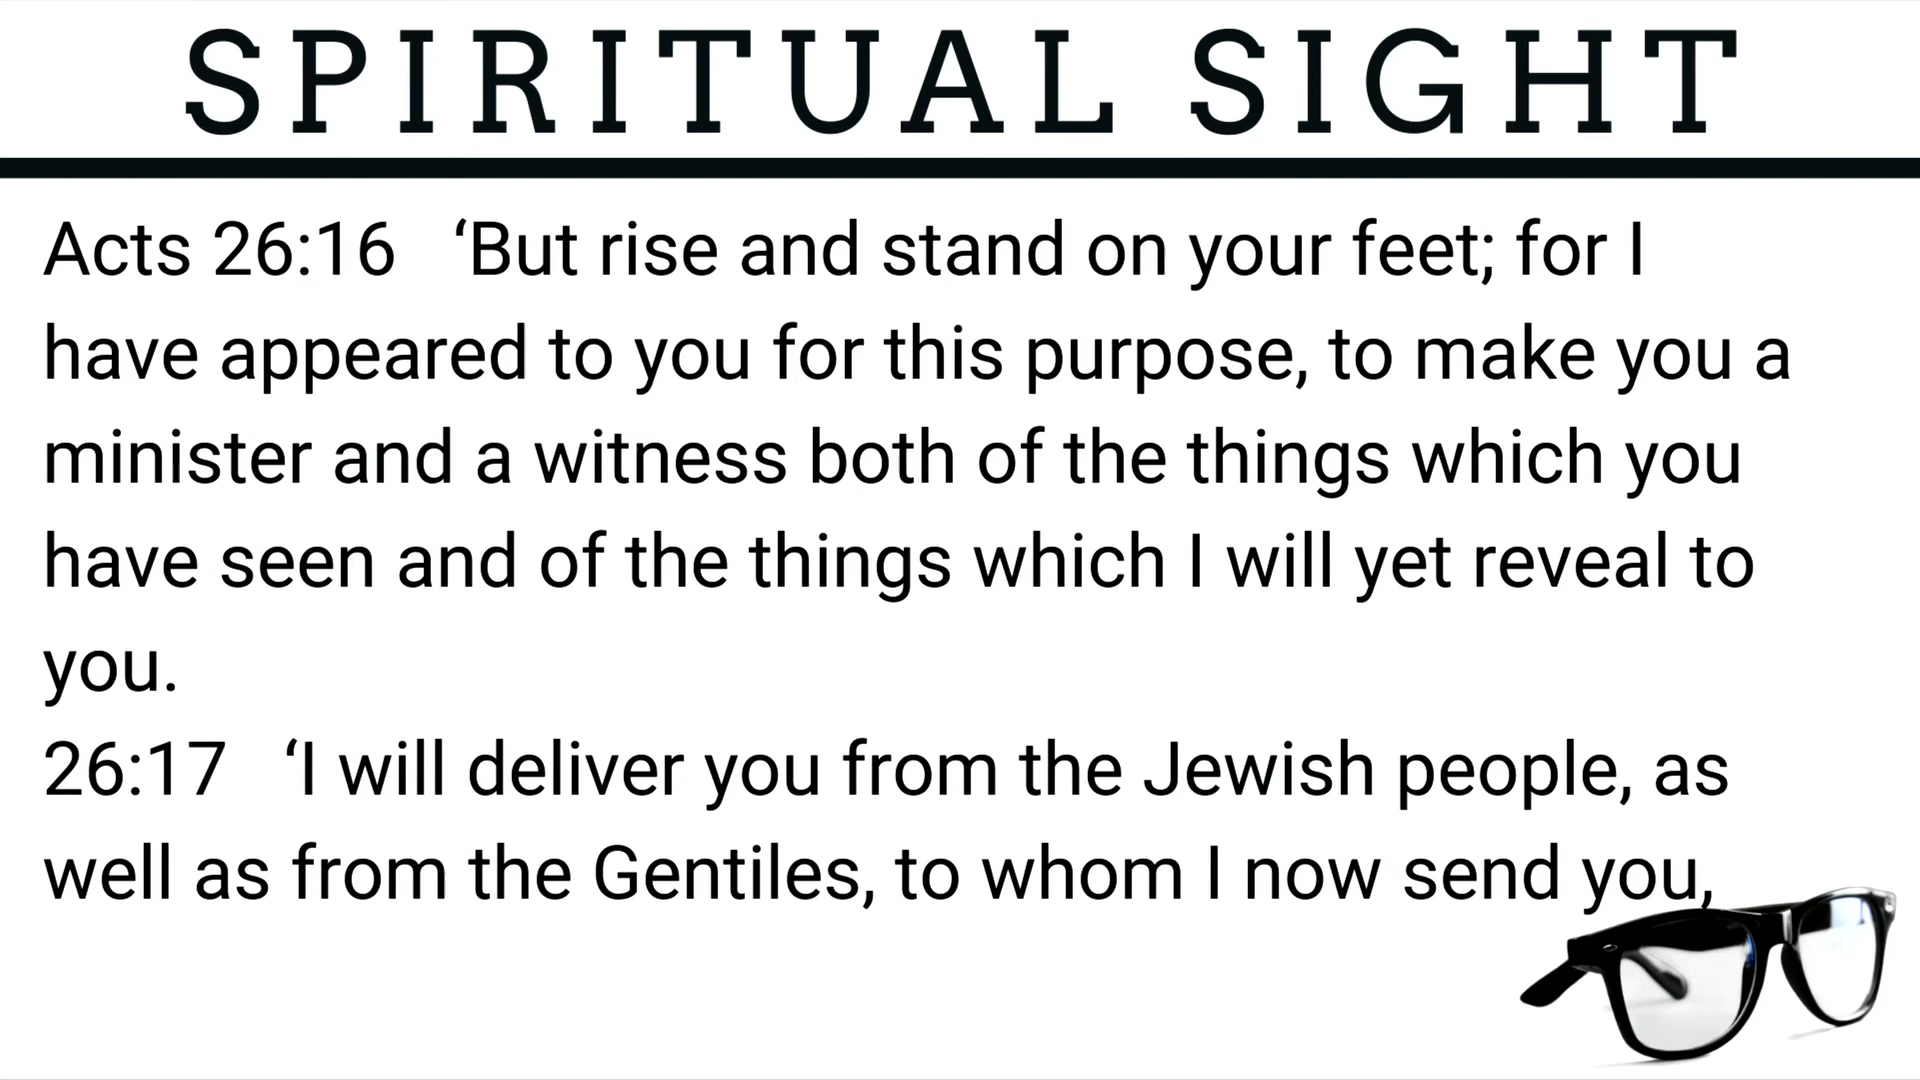 SPIRITUAL SIGHT
Acts 26:16   ‘But rise and stand on your feet; for I
have appeared to you for this purpose, to make you a
minister and a witness both of the things which you
have seen and of the things which I will yet reveal to
you.
26:17   ‘I will deliver you from the Jewish people, as
well as from the Gentiles, to whom I now send you,